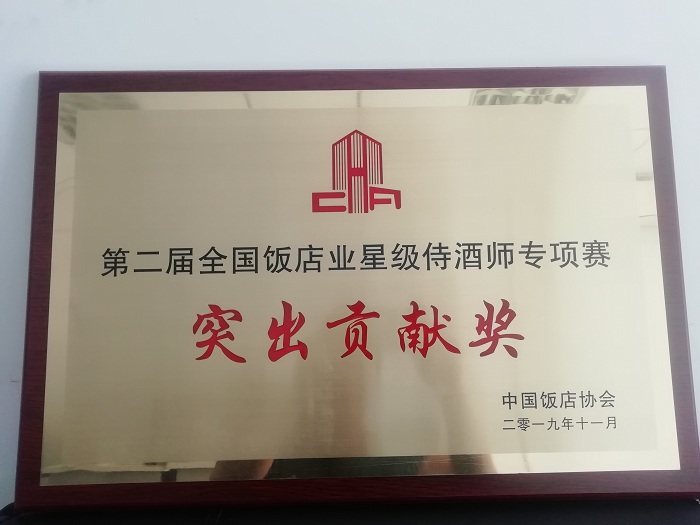 CHA
第二届全国饭店业星级侍酒师专项赛
突出贡献奖
中国饭店协会
二零一九年十一月